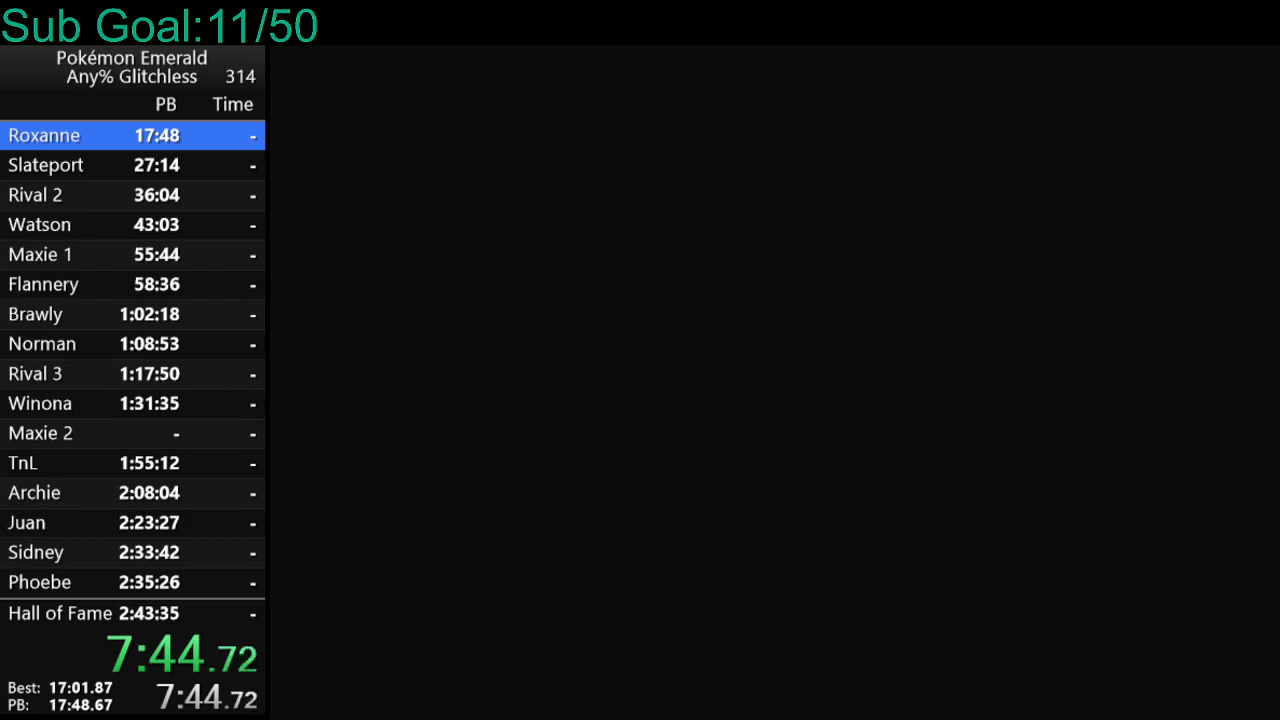 Sub Goal:11/50
Pokémon Emerald
Any% Glitchless 314
PB Time
Roxanne 17:48 -
Slateport 27:14 -
Rival 2 36:04 -
Watson 43:03 -
Maxie 1 55:44 -
Flannery 58:36 -
Brawly 1:02:18 -
Norman 1:08:53 -
Rival 3 1:17:50 -
Winona 1:31:35 -
Maxie 2 - -
TnL 1:55:12 -
Archie 2:08:04 -
Juan 2:23:27 -
Sidney 2:33:42 -
Phoebe 2:35:26 -
Hall of Fame 2:43:35 -
7:44.72
Best: 17:01.87 7:44.72
PB: 17:48.67